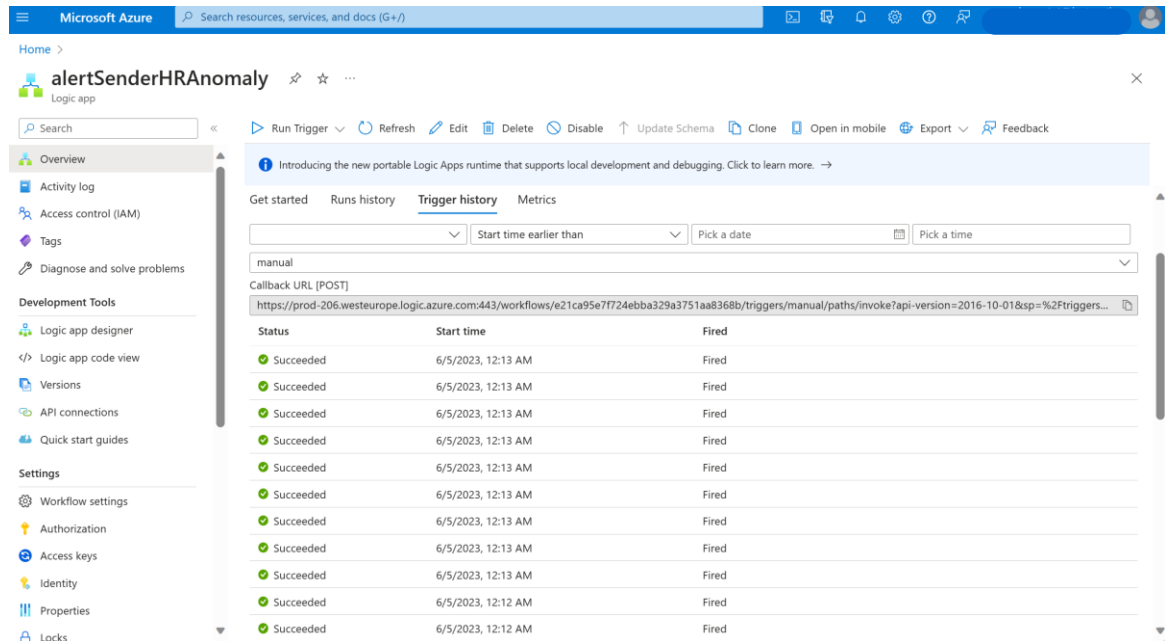 Microsoft Azure
Search resources, services, and docs (G+/)
Home >
alertSenderHRAnomaly
Logic app
Search
Run Trigger
Refresh
Edit
Delete
Disable
Update Schema
Clone
Open in mobile
Export
Feedback
Overview
Activity log
Access control (IAM)
Tags
Diagnose and solve problems
Development Tools
Logic app designer
Logic app code view
Versions
API connections
Quick start guides
Settings
Workflow settings
Authorization
Access keys
Identity
Properties
Locks
Introducing the new portable Logic Apps runtime that supports local development and debugging. Click to learn more. →
Get started Runs history Trigger history Metrics
Start time earlier than Pick a date Pick a time
manual
Callback URL [POST]
https://prod-206.westeurope.logic.azure.com:443/workflows/e21ca95e7f724ebba329a3751aa8368b/triggers/manual/paths/invoke?api-version=2016-10-01&sp=%2Ftriggers...
Status Start time Fired
Succeeded 6/5/2023, 12:13 AM Fired
Succeeded 6/5/2023, 12:13 AM Fired
Succeeded 6/5/2023, 12:13 AM Fired
Succeeded 6/5/2023, 12:13 AM Fired
Succeeded 6/5/2023, 12:13 AM Fired
Succeeded 6/5/2023, 12:13 AM Fired
Succeeded 6/5/2023, 12:13 AM Fired
Succeeded 6/5/2023, 12:13 AM Fired
Succeeded 6/5/2023, 12:13 AM Fired
Succeeded 6/5/2023, 12:12 AM Fired
Succeeded 6/5/2023, 12:12 AM Fired